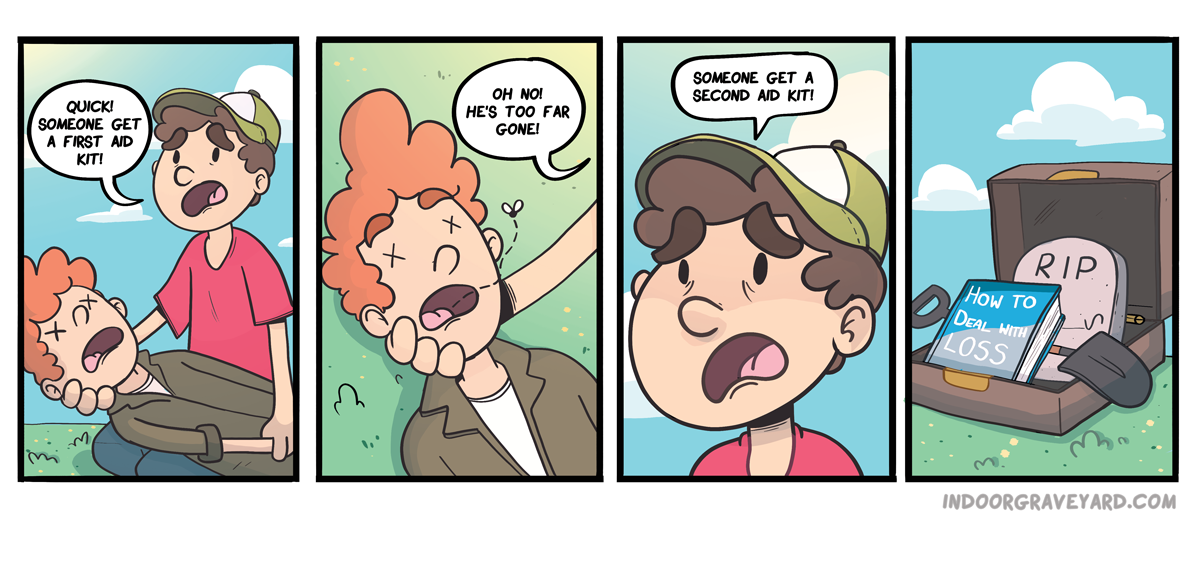 QUICK!
SOMEONE GET
A FIRST AID
KIT!
OH NO!
HE'S TOO FAR
GONE!
SOMEONE GET A
SECOND AID KIT!
RIP
HOW TO
DEAL WITH
LOSS
INDOORGRAVEYARD.COM